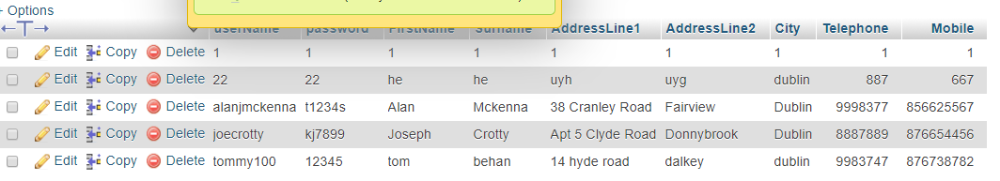 + Options
←T→ userName password FirstName Surname AddressLine1 AddressLine2 City Telephone Mobile
Edit Copy Delete 1 1 1 1 1 1 1 1 1
Edit Copy Delete 22 22 he he uyh uyg dublin 887 667
Edit Copy Delete alanjmckenna t1234s Alan Mckenna 38 Cranley Road Fairview Dublin 9998377 856625567
Edit Copy Delete joecrotty kj7899 Joseph Crotty Apt 5 Clyde Road Donnybrook Dublin 8887889 876654456
Edit Copy Delete tommy100 12345 tom behan 14 hyde road dalkey dublin 9983747 876738782